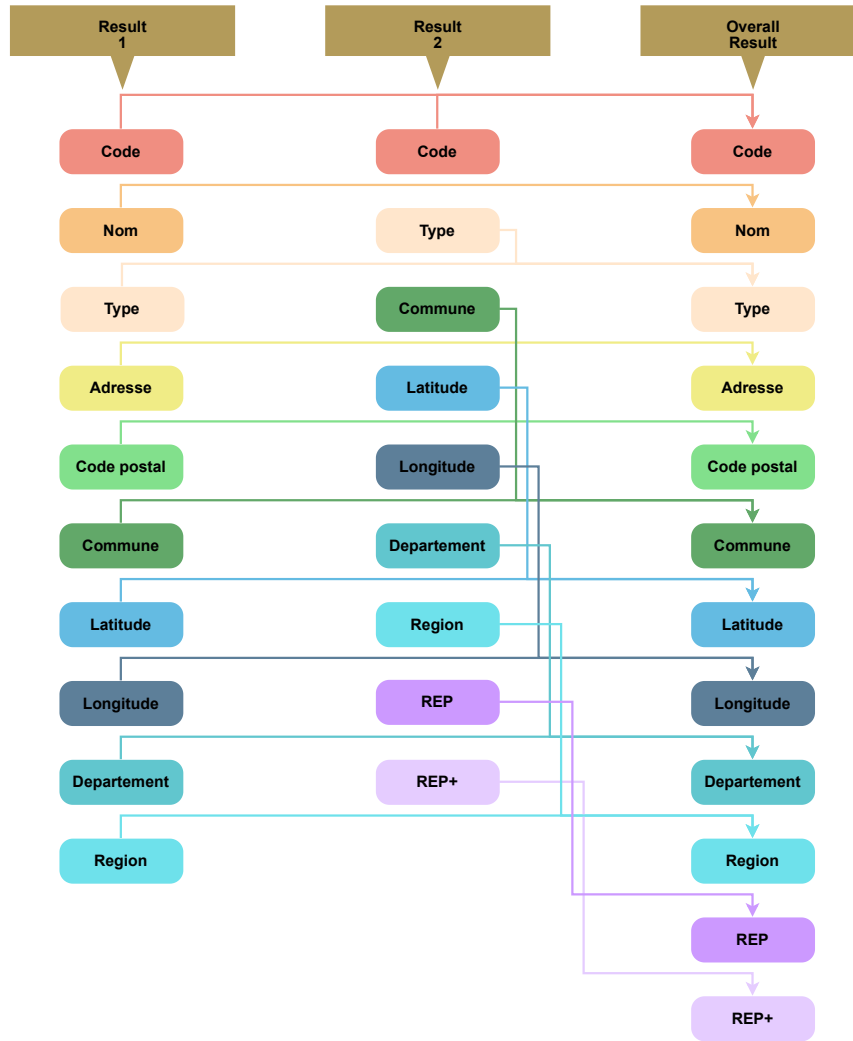 Result
1
Result
2
Overall
Result
Code
Code
Code
Nom
Type
Nom
Type
Commune
Type
Adresse
Latitude
Adresse
Code postal
Longitude
Code postal
Commune
Departement
Commune
Latitude
Region
Latitude
Longitude
REP
Longitude
Departement
REP+
Departement
Region
Region
REP
REP+